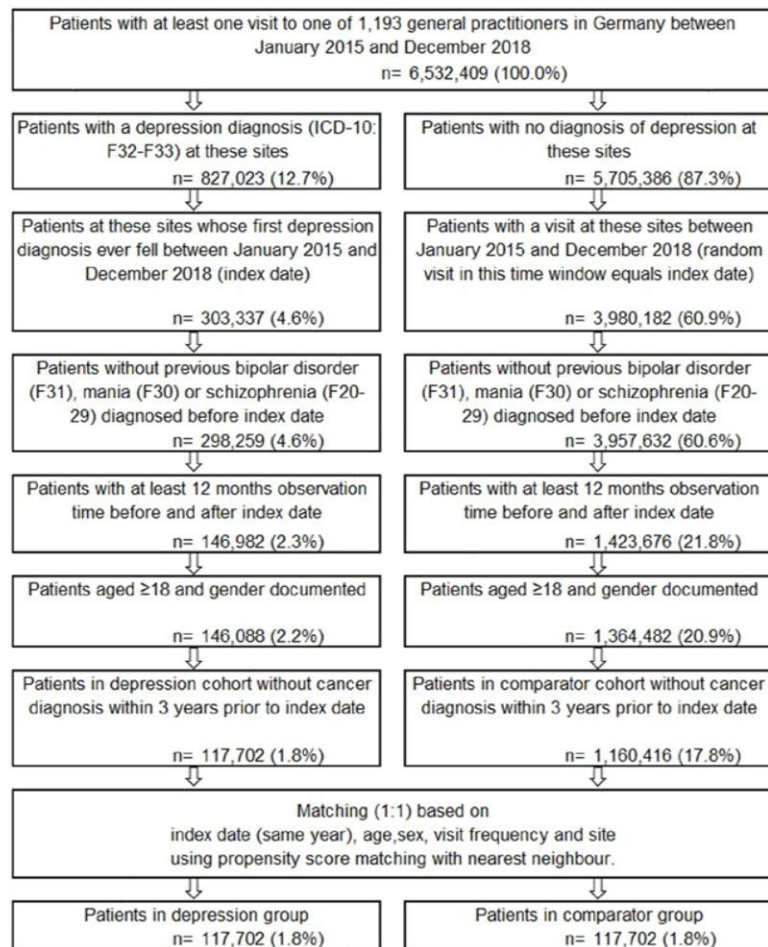 Patients with at least one visit to one of 1,193 general practitioners in Germany between
January 2015 and December 2018
n= 6,532,409 (100.0%)
Patients with a depression diagnosis (ICD-10:
F32-F33) at these sites
n= 827,023 (12.7%)
Patients with no diagnosis of depression at
these sites
n= 5,705,386 (87.3%)
Patients at these sites whose first depression
diagnosis ever fell between January 2015 and
December 2018 (index date)
n= 303,337 (4.6%)
Patients with a visit at these sites between
January 2015 and December 2018 (random
visit in this time window equals index date)
n= 3,980,182 (60.9%)
Patients without previous bipolar disorder
(F31), mania (F30) or schizophrenia (F20-
29) diagnosed before index date
n= 298,259 (4.6%)
Patients without previous bipolar disorder
(F31), mania (F30) or schizophrenia (F20-
29) diagnosed before index date
n= 3,957,632 (60.6%)
Patients with at least 12 months observation
time before and after index date
n= 146,982 (2.3%)
Patients with at least 12 months observation
time before and after index date
n= 1,423,676 (21.8%)
Patients aged ≥18 and gender documented
n= 146,088 (2.2%)
Patients aged ≥18 and gender documented
n= 1,364,482 (20.9%)
Patients in depression cohort without cancer
diagnosis within 3 years prior to index date
n= 117,702 (1.8%)
Patients in comparator cohort without cancer
diagnosis within 3 years prior to index date
n= 1,160,416 (17.8%)
Matching (1:1) based on
index date (same year), age,sex, visit frequency and site
using propensity score matching with nearest neighbour.
Patients in depression group
n= 117,702 (1.8%)
Patients in comparator group
n= 117,702 (1.8%)